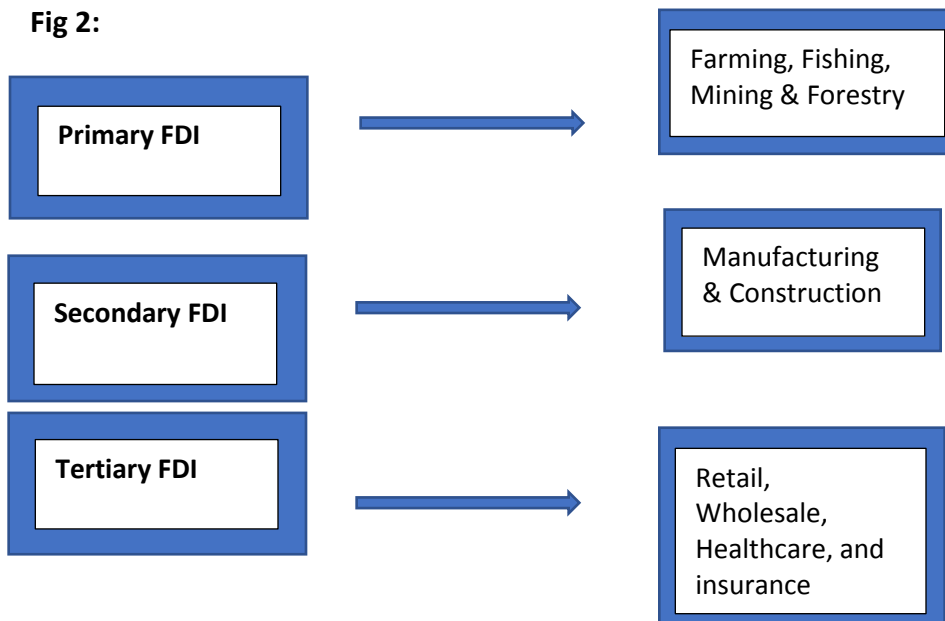 Fig 2:
Primary FDI
Farming, Fishing,
Mining & Forestry
Secondary FDI
Manufacturing
& Construction
Tertiary FDI
Retail,
Wholesale,
Healthcare, and
insurance